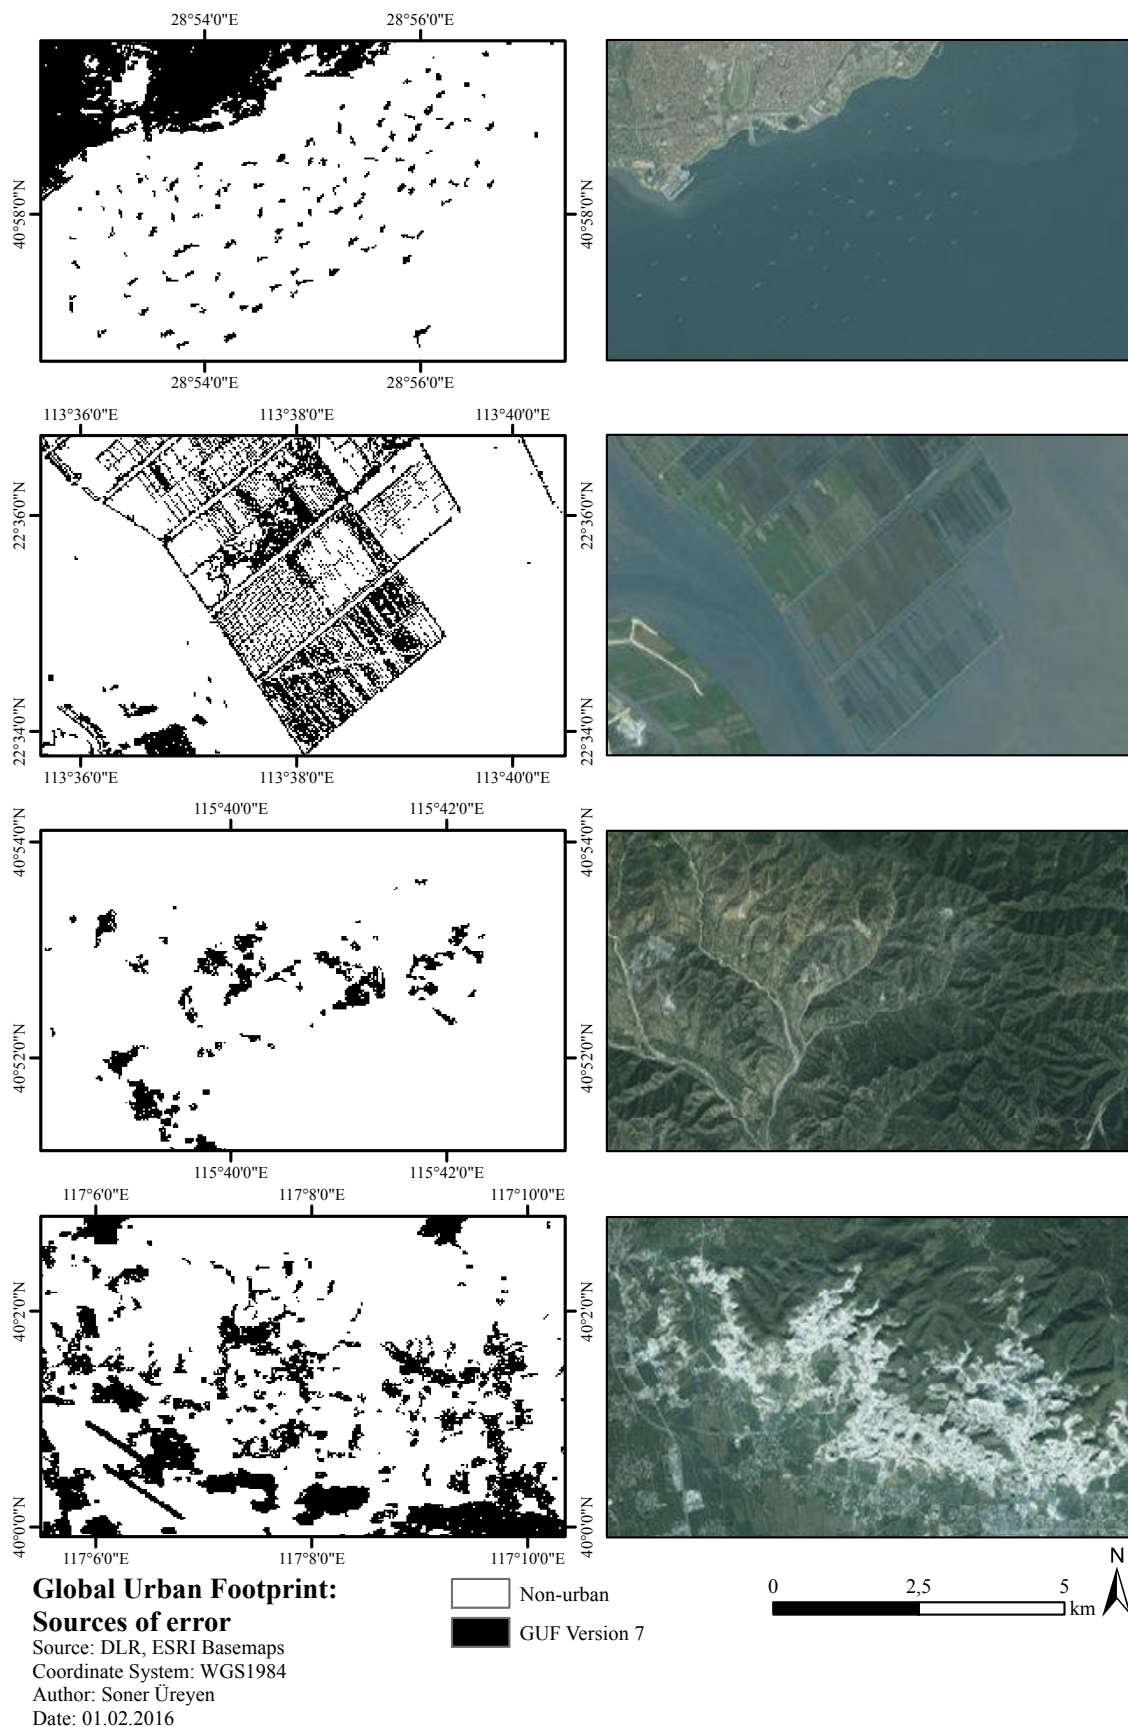 28°54'0"E 28°56'0"E
40°58'0"N 40°58'0"N
28°54'0"E 28°56'0"E
113°36'0"E 113°38'0"E 113°40'0"E
22°36'0"N 22°36'0"N
22°34'0"N 22°34'0"N
113°36'0"E 113°38'0"E 113°40'0"E
115°40'0"E 115°42'0"E
40°54'0"N 40°54'0"N
40°52'0"N 40°52'0"N
115°40'0"E 115°42'0"E
117°6'0"E 117°8'0"E 117°10'0"E
40°2'0"N 40°2'0"N
40°0'0"N 40°0'0"N
117°6'0"E 117°8'0"E 117°10'0"E
Global Urban Footprint:
Sources of error
Source: DLR, ESRI Basemaps
Coordinate System: WGS1984
Author: Soner Üreyen
Date: 01.02.2016
Non-urban
GUF Version 7
0 2,5 5
km
N